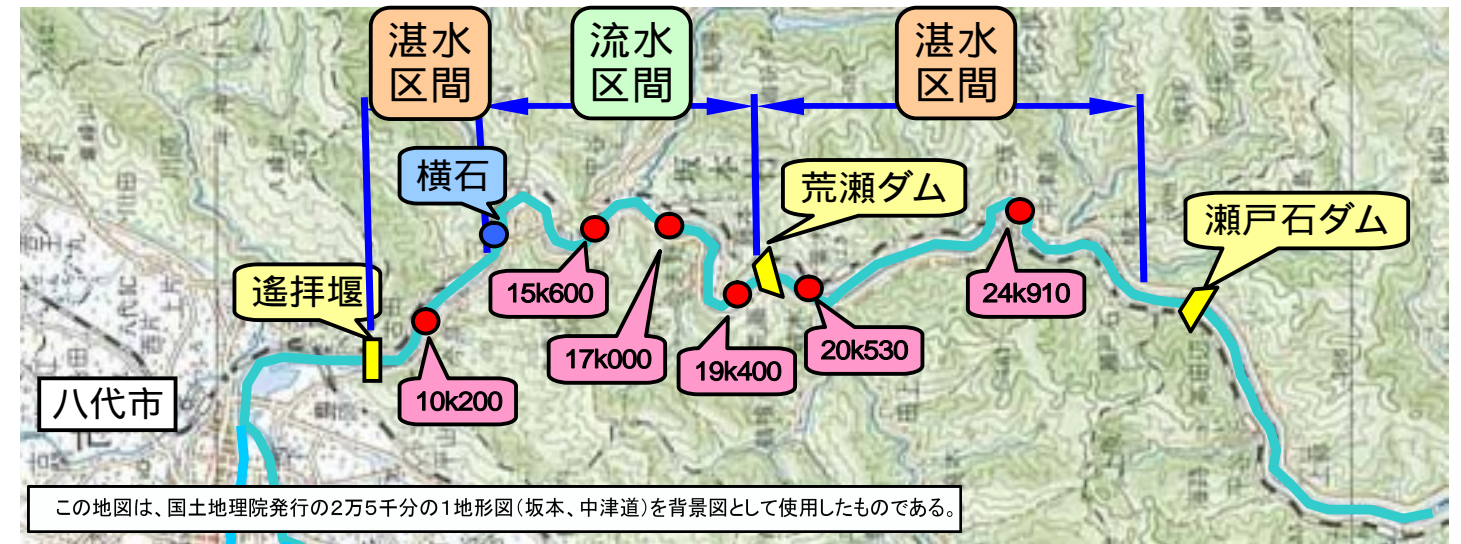 湛水
区間
流水
区間
湛水
区間
横石
荒瀬ダム
瀬戸石ダム
遙拝堰
15k600
24k910
17k000
19k400
20k530
10k200
八代市
この地図は、国土地理院発行の2万5千分の1地形図(坂本、中津道)を背景図として使用したものである。